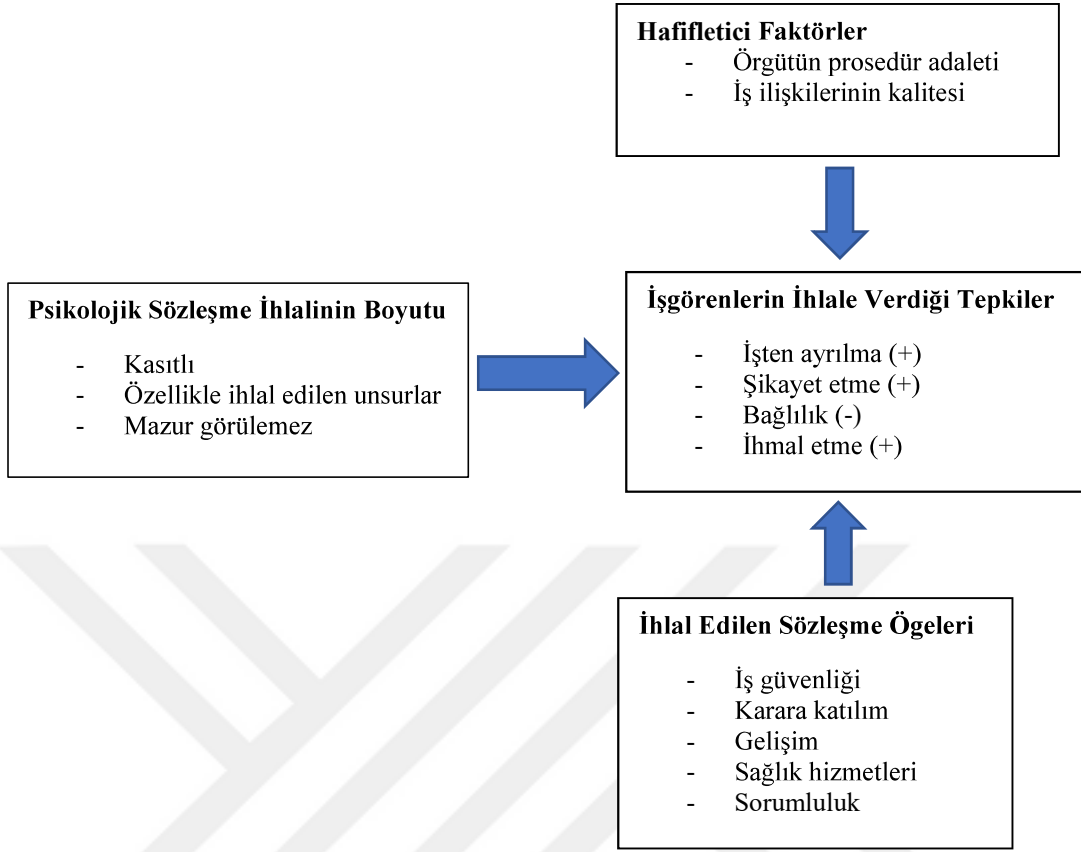 Hafifletici Faktörler
- Örgütün prosedür adaleti
- İş ilişkilerinin kalitesi
Psikolojik Sözleşme İhlalinin Boyutu
- Kasıtlı
- Özellikle ihlal edilen unsurlar
- Mazur görülemez
İşgörenlerin İhlale Verdiği Tepkiler
- İşten ayrılma (+)
- Şikayet etme (+)
- Bağlılık (-)
- İhmal etme (+)
İhlal Edilen Sözleşme Ögeleri
- İş güvenliği
- Karara katılım
- Gelişim
- Sağlık hizmetleri
- Sorumluluk